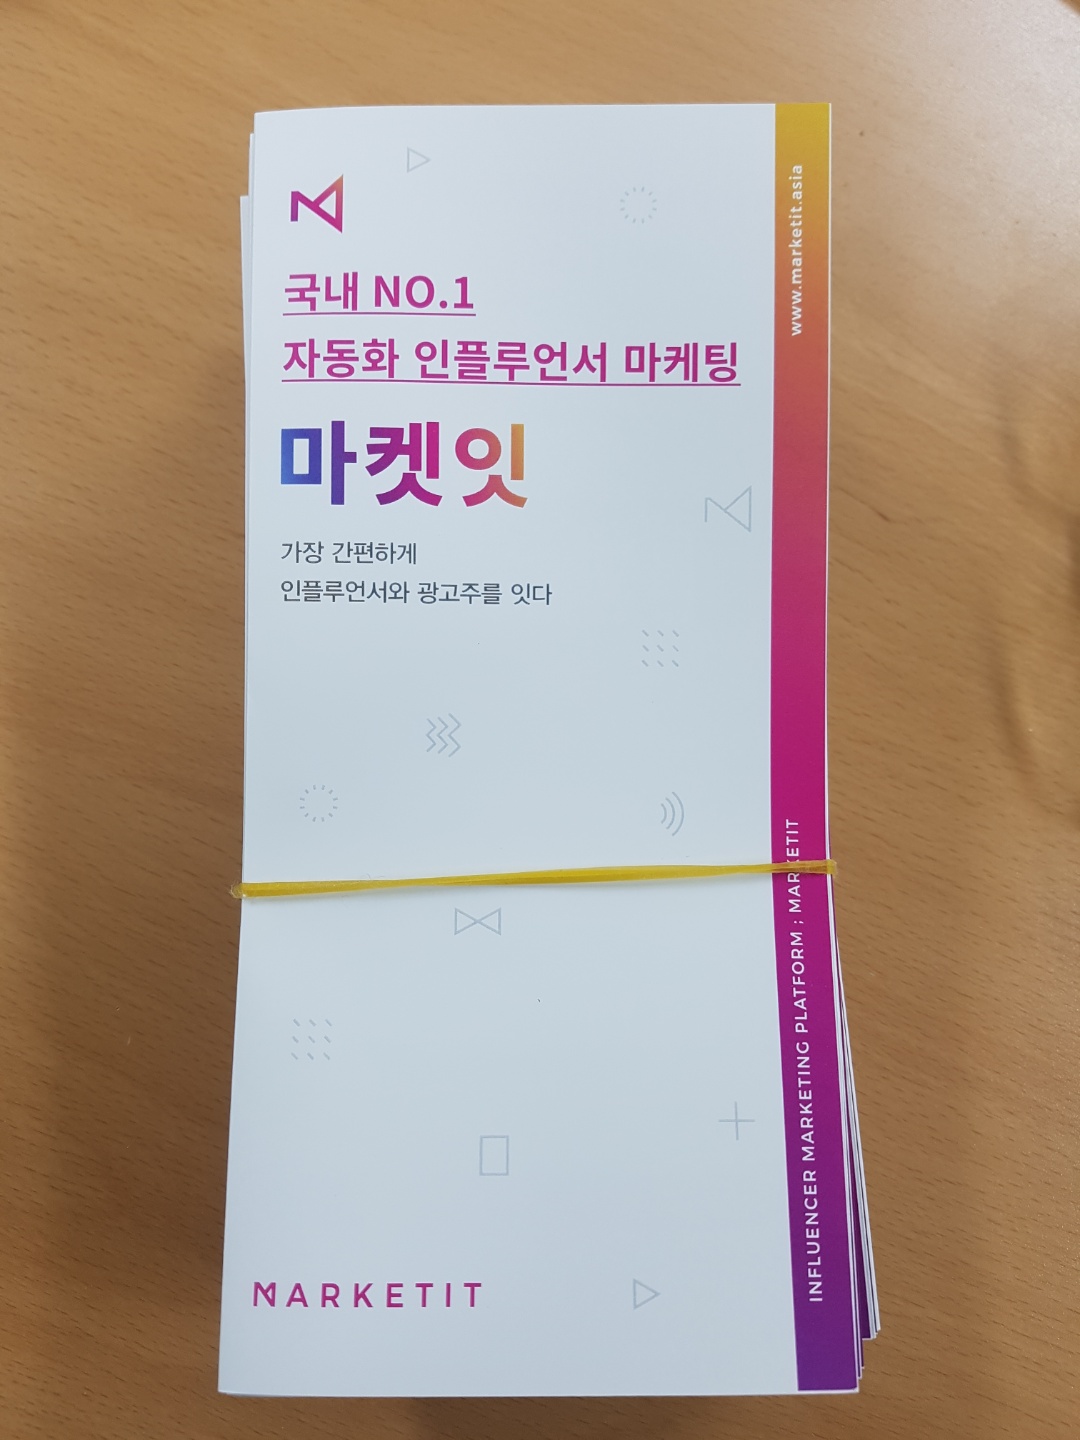 국내 NO.1
자동화 인플루언서 마케팅
마켓잇
가장 간편하게
인플루언서와 광고주를 잇다
MARKETIT
www.marketit.asia
INFLUENCER MARKETING PLATFORM ; MARKETIT